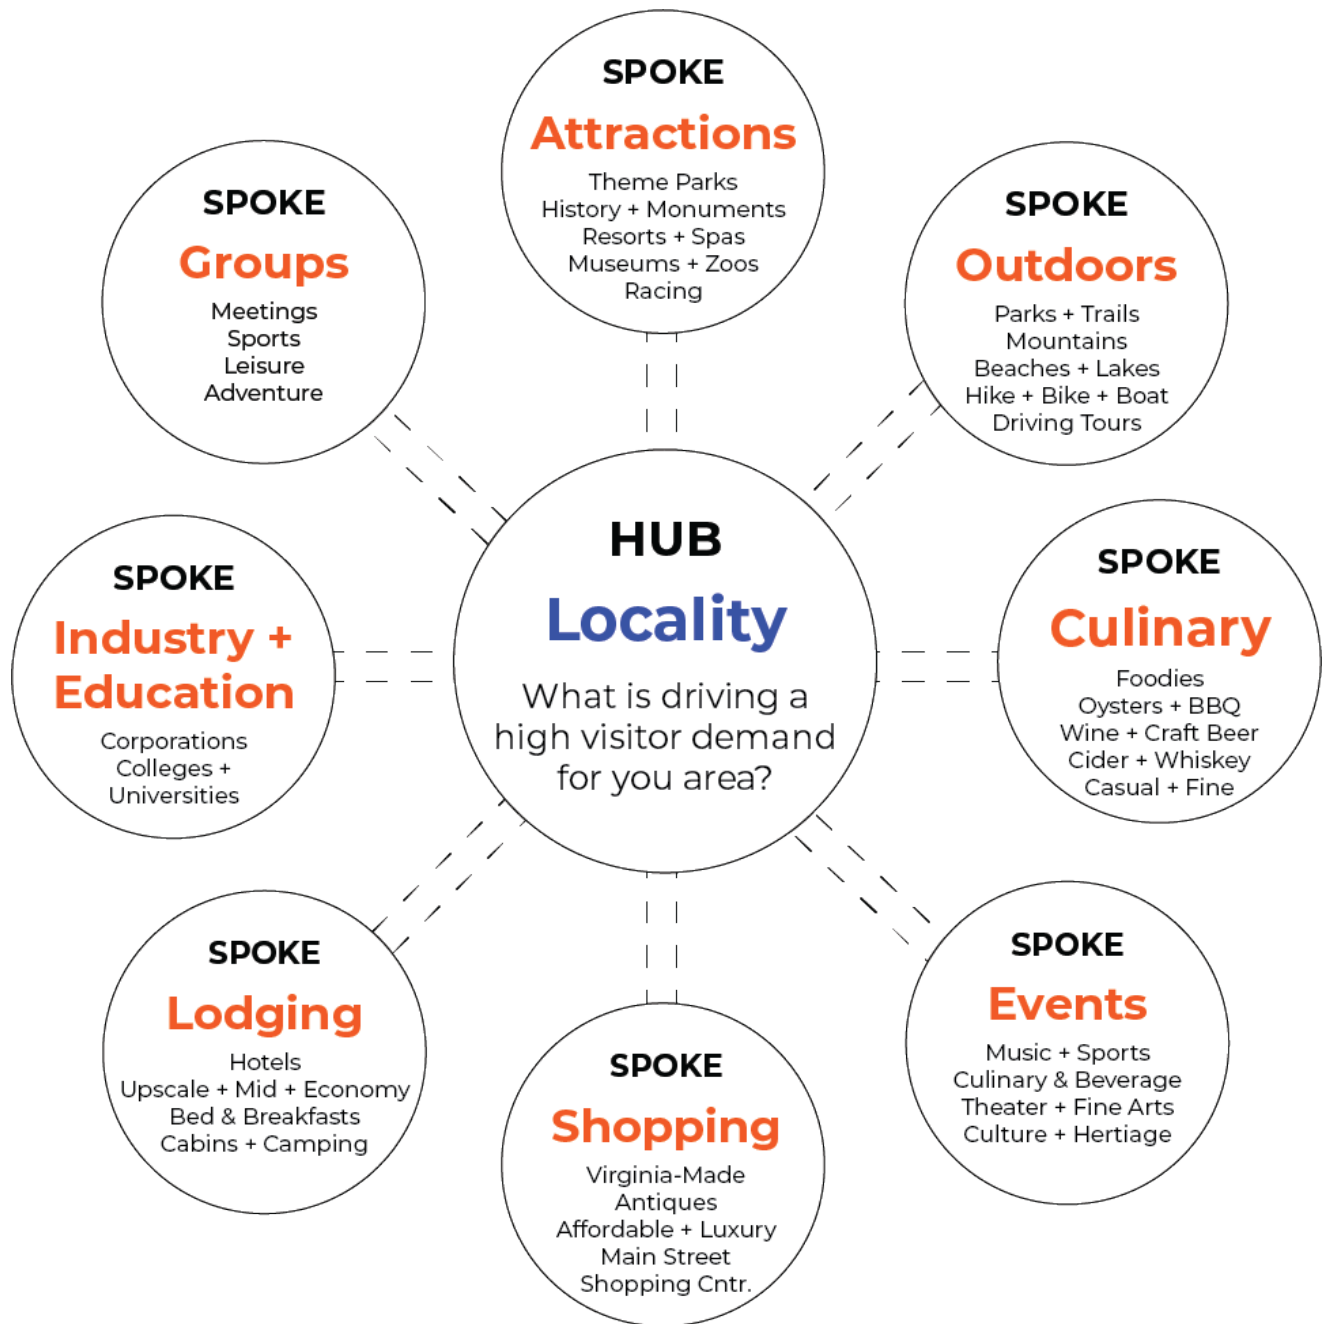 SPOKE
Attractions
Theme Parks
History + Monuments
Resorts + Spas
Museums + Zoos
Racing
SPOKE
Groups
Meetings
Sports
Leisure
Adventure
SPOKE
Outdoors
Parks + Trails
Mountains
Beaches + Lakes
Hike + Bike + Boat
Driving Tours
HUB
Locality
What is driving a
high visitor demand
for you area?
SPOKE
Industry +
Education
Corporations
Colleges +
Universities
SPOKE
Culinary
Foodies
Oysters + BBQ
Wine + Craft Beer
Cider + Whiskey
Casual + Fine
SPOKE
Lodging
Hotels
Upscale + Mid + Economy
Bed & Breakfasts
Cabins + Camping
SPOKE
Events
Music + Sports
Culinary & Beverage
Theater + Fine Arts
Culture + Hertiage
SPOKE
Shopping
Virginia-Made
Antiques
Affordable + Luxury
Main Street
Shopping Cntr.